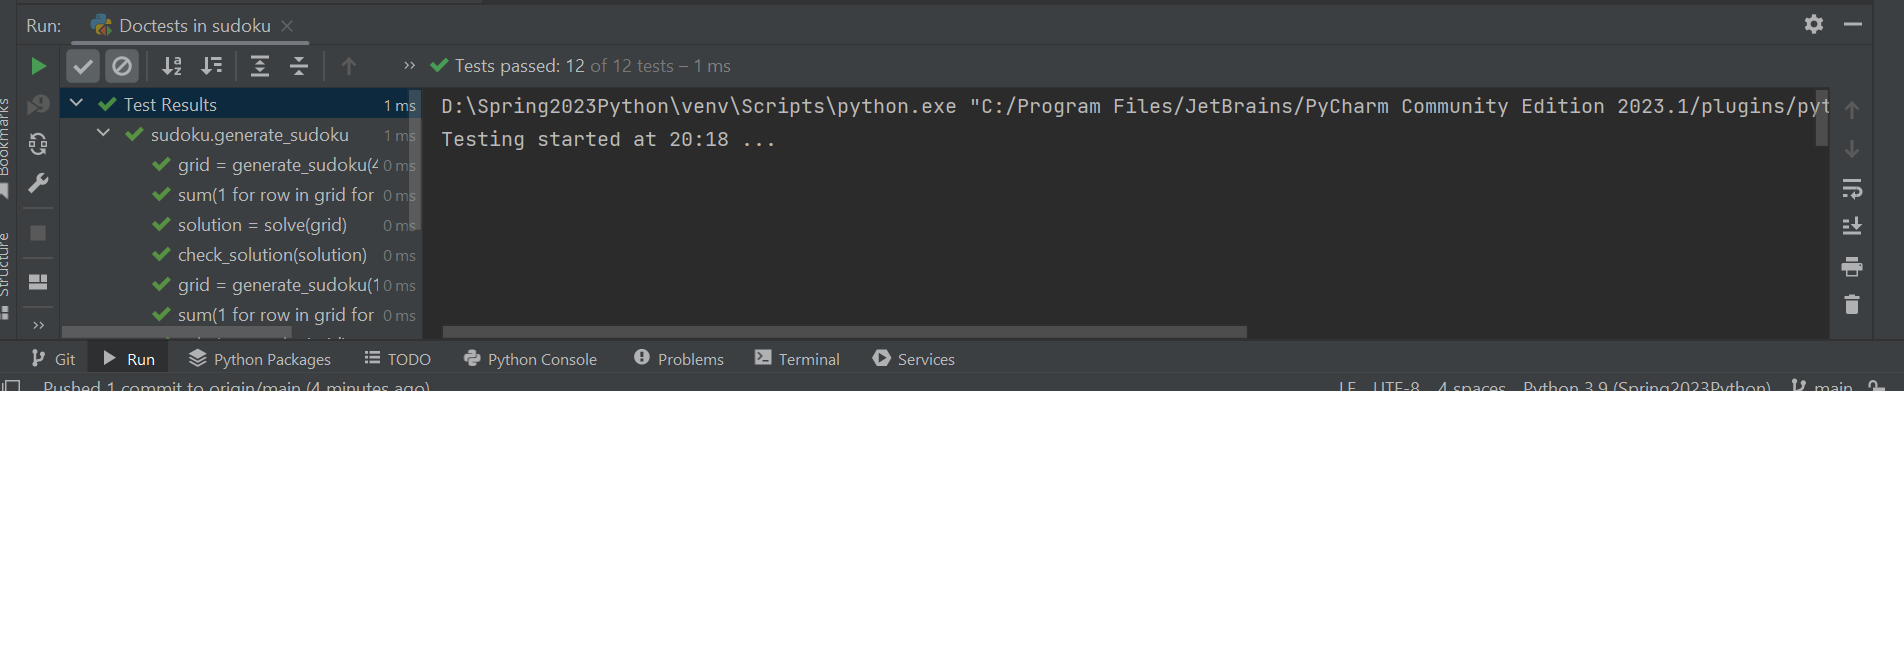 Run: Doctests in sudoku
Tests passed: 12 of 12 tests – 1 ms
Test Results 1 ms
sudoku.generate_sudoku 1 ms
grid = generate_sudoku(4 0 ms
sum(1 for row in grid for 0 ms
solution = solve(grid) 0 ms
check_solution(solution) 0 ms
grid = generate_sudoku(1 0 ms
sum(1 for row in grid for 0 ms
D:\Spring2023Python\venv\Scripts\python.exe "C:/Program Files/JetBrains/PyCharm Community Edition 2023.1/plugins/pyt
Testing started at 20:18 ...
Bookmarks
Structure
Git Run Python Packages TODO Python Console Problems Terminal Services
Pushed 1 commit to origin/main (4 minutes ago) LF UTF-8 4 spaces Python 3.9 (Spring2023Python) main